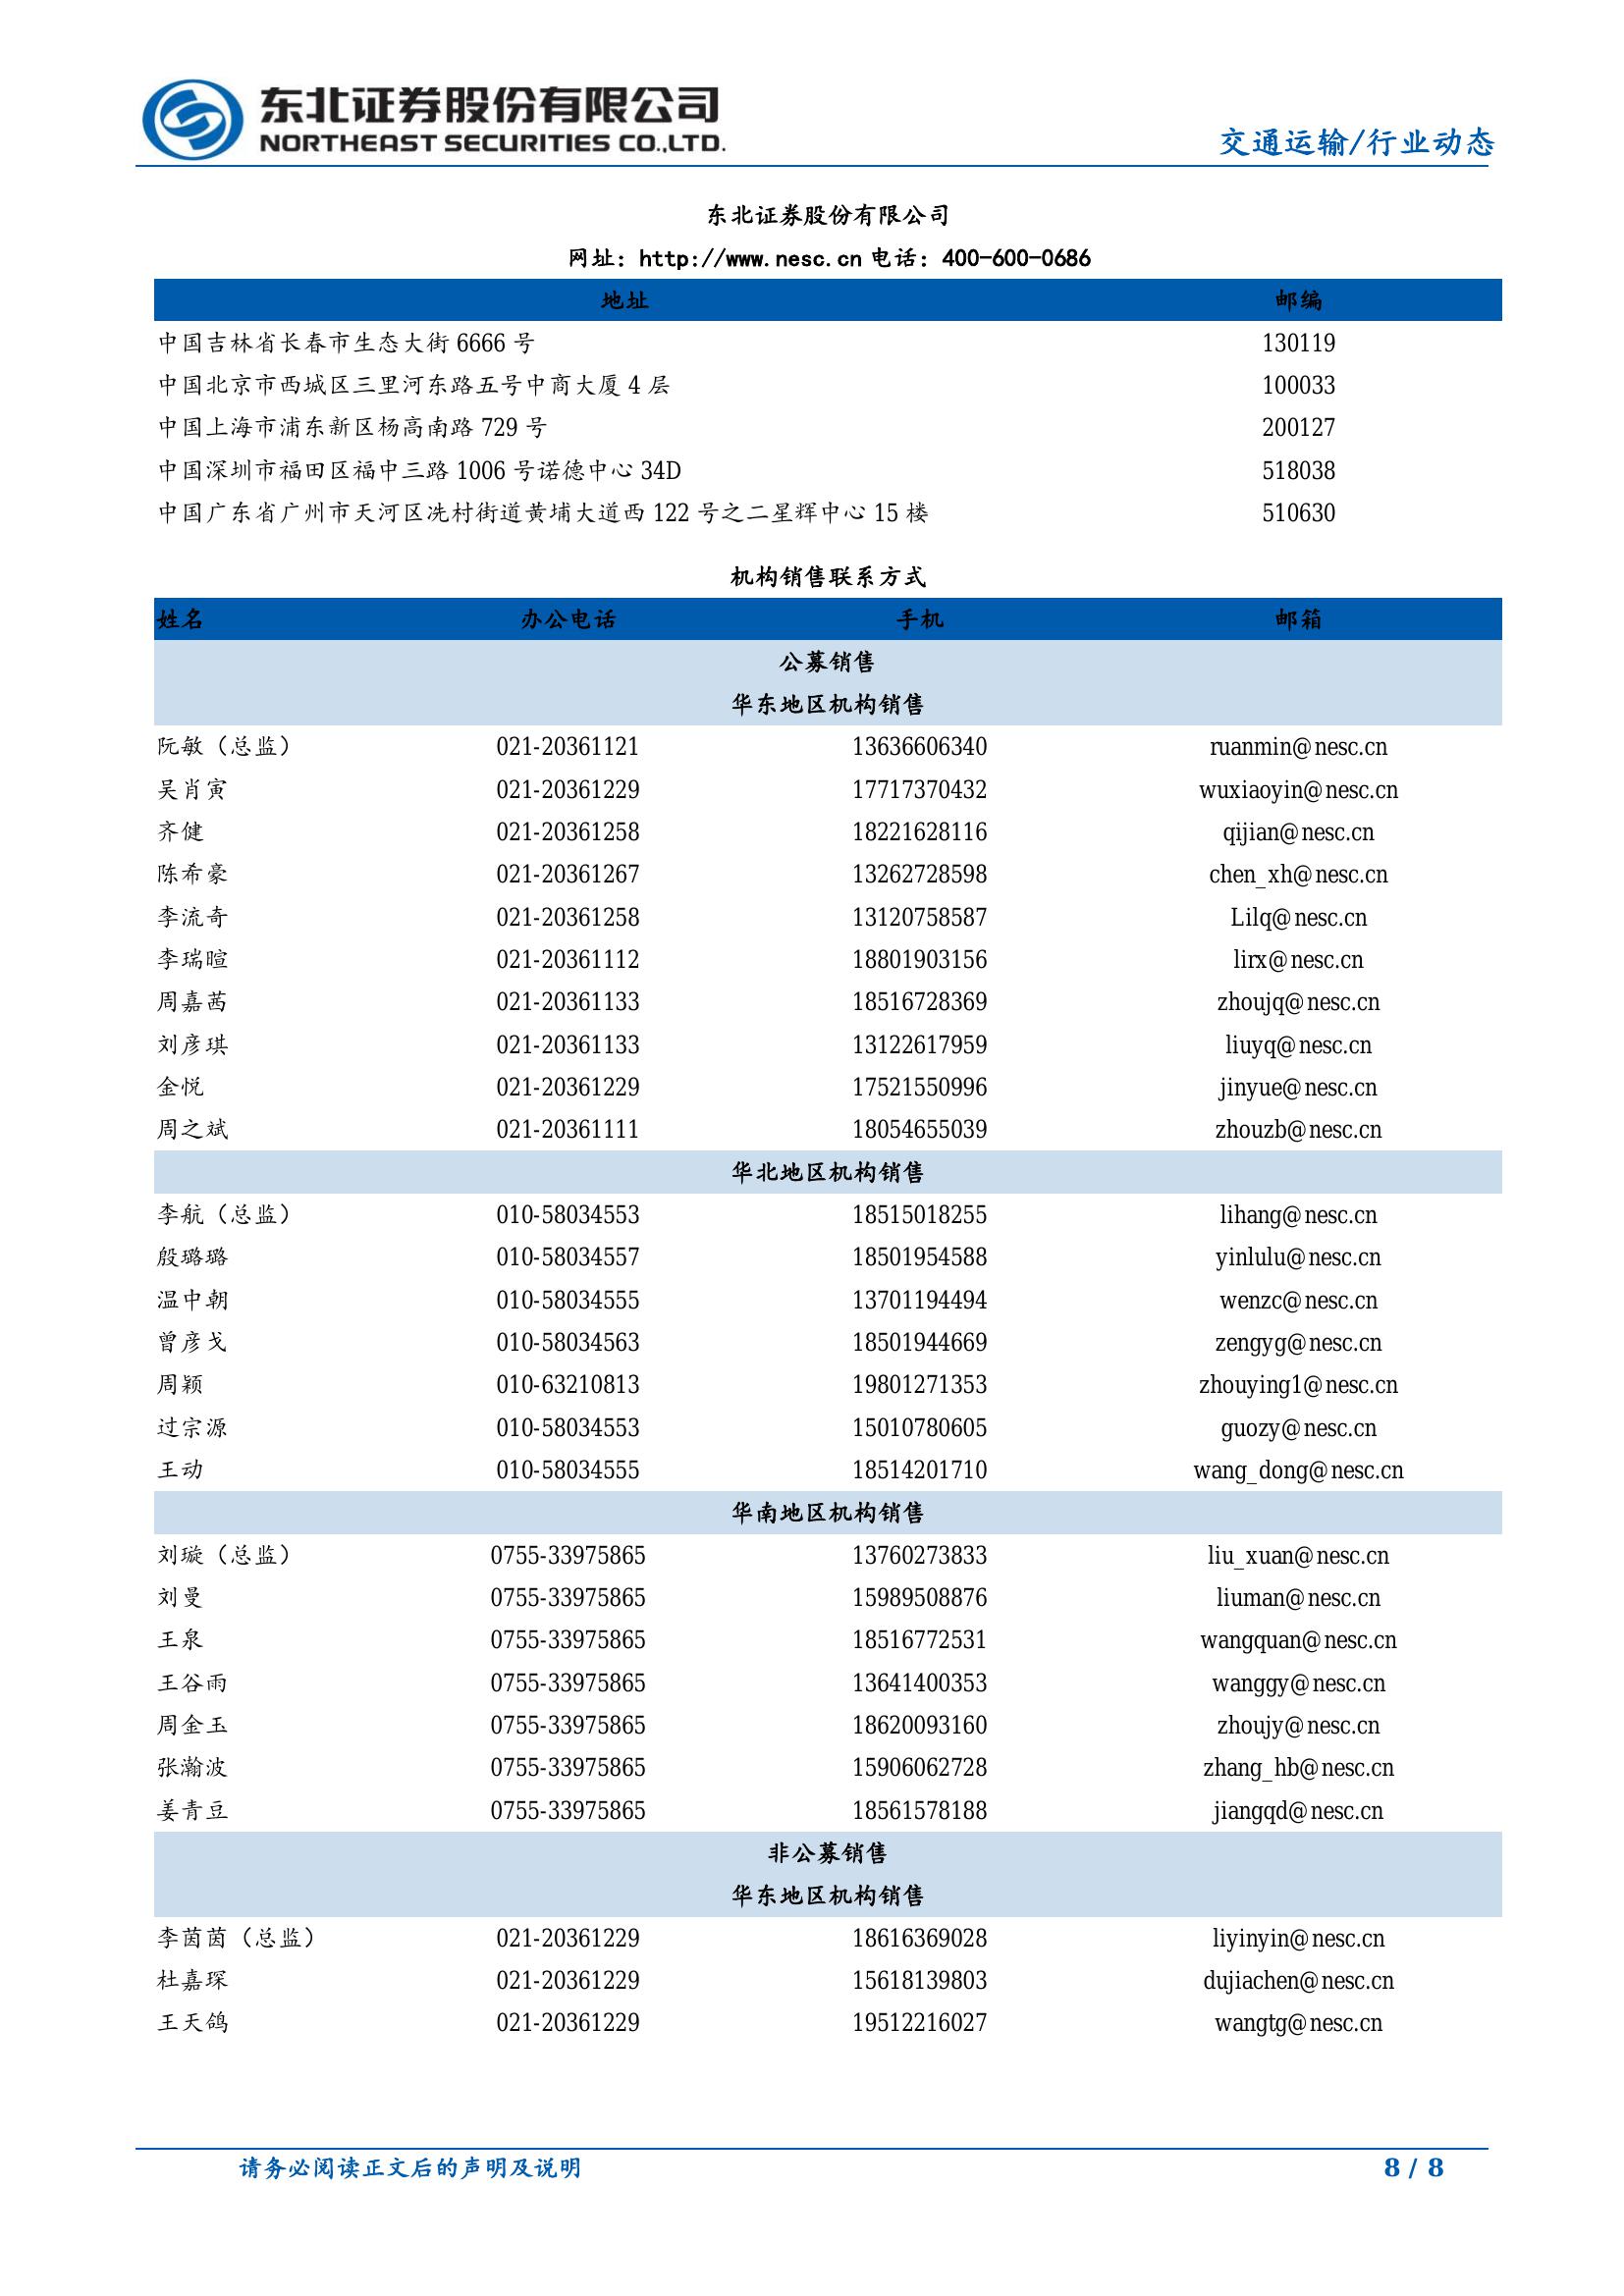 东北证券股份有限公司
NORTHEAST SECURITIES CO.,LTD.
交通运输/行业动态
东北证券股份有限公司
网址：http://www.nesc.cn 电话：400-600-0686
地址 邮编
中国吉林省长春市生态大街 6666 号 130119
中国北京市西城区三里河东路五号中商大厦 4 层 100033
中国上海市浦东新区杨高南路 729 号 200127
中国深圳市福田区福中三路 1006 号诺德中心 34D 518038
中国广东省广州市天河区冼村街道黄埔大道西 122 号之二星辉中心 15 楼 510630
机构销售联系方式
姓名 办公电话 手机 邮箱
公募销售
华东地区机构销售
阮敏（总监） 021-20361121 13636606340 ruanmin@nesc.cn
吴肖寅 021-20361229 17717370432 wuxiaoyin@nesc.cn
齐健 021-20361258 18221628116 qijian@nesc.cn
陈希豪 021-20361267 13262728598 chen_xh@nesc.cn
李流奇 021-20361258 13120758587 Lilq@nesc.cn
李瑞暄 021-20361112 18801903156 lirx@nesc.cn
周嘉茜 021-20361133 18516728369 zhoujq@nesc.cn
刘彦琪 021-20361133 13122617959 liuyq@nesc.cn
金悦 021-20361229 17521550996 jinyue@nesc.cn
周之斌 021-20361111 18054655039 zhouzb@nesc.cn
华北地区机构销售
李航（总监） 010-58034553 18515018255 lihang@nesc.cn
殷璐璐 010-58034557 18501954588 yinlulu@nesc.cn
温中朝 010-58034555 13701194494 wenzc@nesc.cn
曾彦戈 010-58034563 18501944669 zengyg@nesc.cn
周颖 010-63210813 19801271353 zhouying1@nesc.cn
过宗源 010-58034553 15010780605 guozy@nesc.cn
王动 010-58034555 18514201710 wang_dong@nesc.cn
华南地区机构销售
刘璇（总监） 0755-33975865 13760273833 liu_xuan@nesc.cn
刘曼 0755-33975865 15989508876 liuman@nesc.cn
王泉 0755-33975865 18516772531 wangquan@nesc.cn
王谷雨 0755-33975865 13641400353 wanggy@nesc.cn
周金玉 0755-33975865 18620093160 zhoujy@nesc.cn
张瀚波 0755-33975865 15906062728 zhang_hb@nesc.cn
姜青豆 0755-33975865 18561578188 jiangqd@nesc.cn
非公募销售
华东地区机构销售
李茵茵（总监） 021-20361229 18616369028 liyinyin@nesc.cn
杜嘉琛 021-20361229 15618139803 dujiachen@nesc.cn
王天鸽 021-20361229 19512216027 wangtg@nesc.cn
请务必阅读正文后的声明及说明 8 / 8